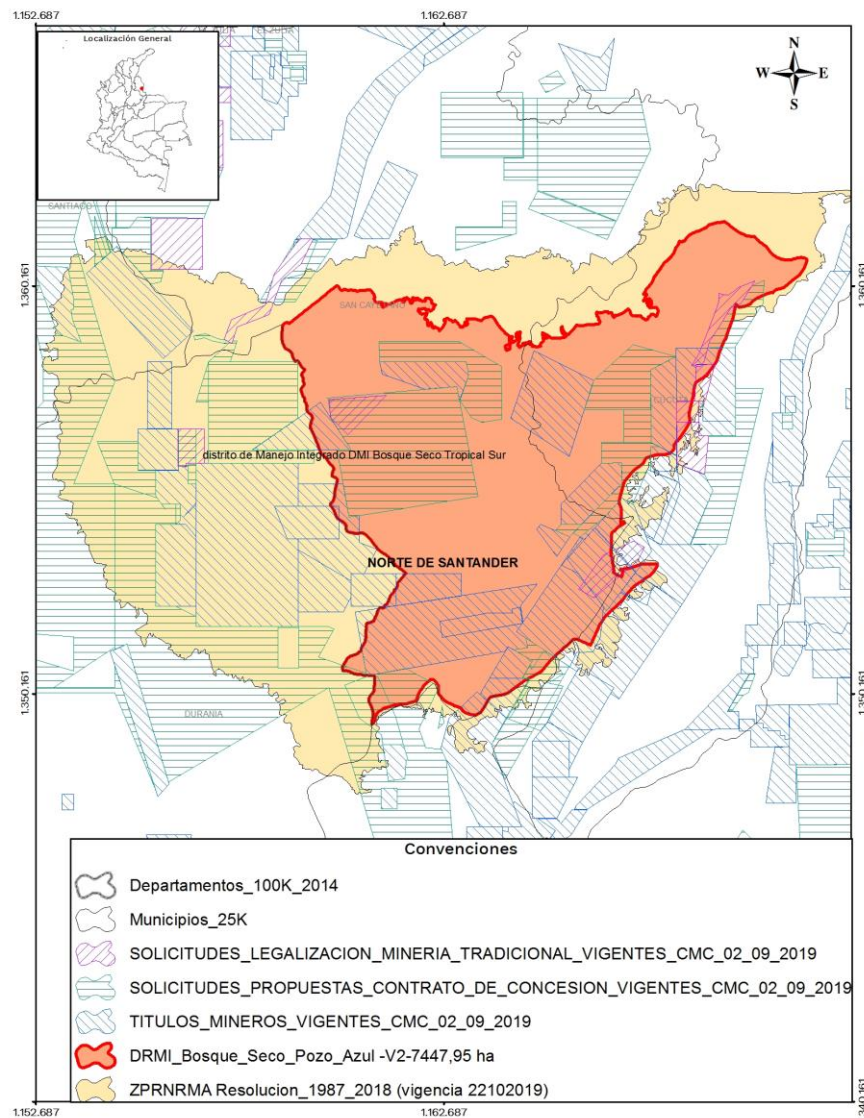 1.152.687
1.162.687
Localización General
N
W
E
S
SANTIAGO
1.360.161
1.360.161
SAN CAYETANO
CUCUTA
distrito de Manejo Integrado DMI Bosque Seco Tropical Sur
NORTE DE SANTANDER
1.350.161
1.350.161
DURANIA
Convenciones
Departamentos_100K_2014
Municipios_25K
SOLICITUDES_LEGALIZACION_MINERIA_TRADICIONAL_VIGENTES_CMC_02_09_2019
SOLICITUDES_PROPUESTAS_CONTRATO_DE_CONCESION_VIGENTES_CMC_02_09_2019
TITULOS_MINEROS_VIGENTES_CMC_02_09_2019
DRMI_Bosque_Seco_Pozo_Azul -V2-7447,95 ha
ZPRNRMA Resolucion_1987_2018 (vigencia 22102019)
1.152.687
1.162.687